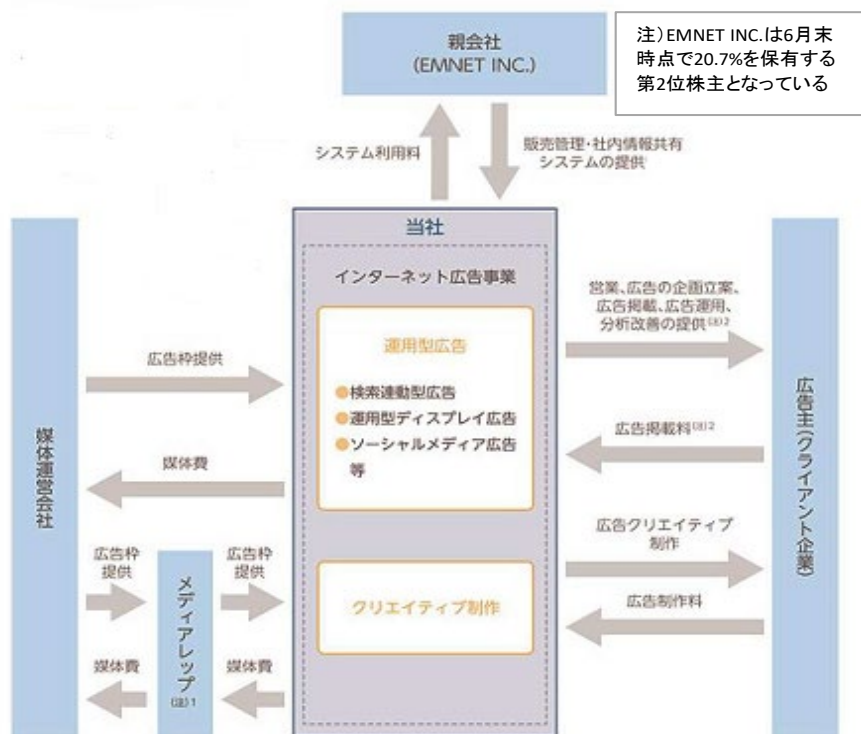 親会社
(EMNET INC.)
注）EMNET INC.は6月末
時点で20.7%を保有する
第2位株主となっている
システム利用料
販売管理・社内情報共有
システムの提供
当社
インターネット広告事業
運用型広告
●検索連動型広告
●運用型ディスプレイ広告
●ソーシャルメディア広告
等
クリエイティブ制作
媒体運営会社
広告枠提供
媒体費
広告枠
提供
媒体費
メディアレップ
(注)1
広告枠
提供
媒体費
営業、広告の企画立案、
広告掲載、広告運用、
分析改善の提供(注)2
広告掲載料(注)2
広告クリエイティブ
制作
広告制作料
広告主(クライアント企業)